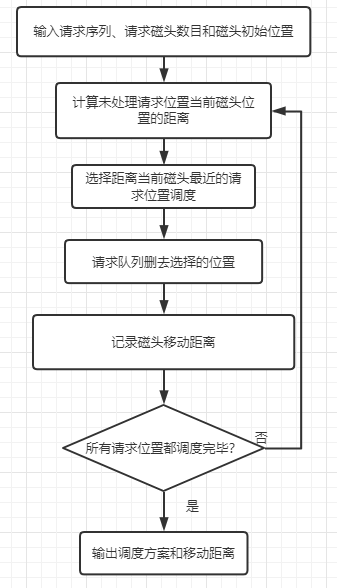 输入请求序列、请求磁头数目和磁头初始位置
计算未处理请求位置当前磁头位
置的距离
选择距离当前磁头最近的请
求位置调度
请求队列删去选择的位置
记录磁头移动距离
所有请求位置都调度完毕?
否
是
输出调度方案和移动距离